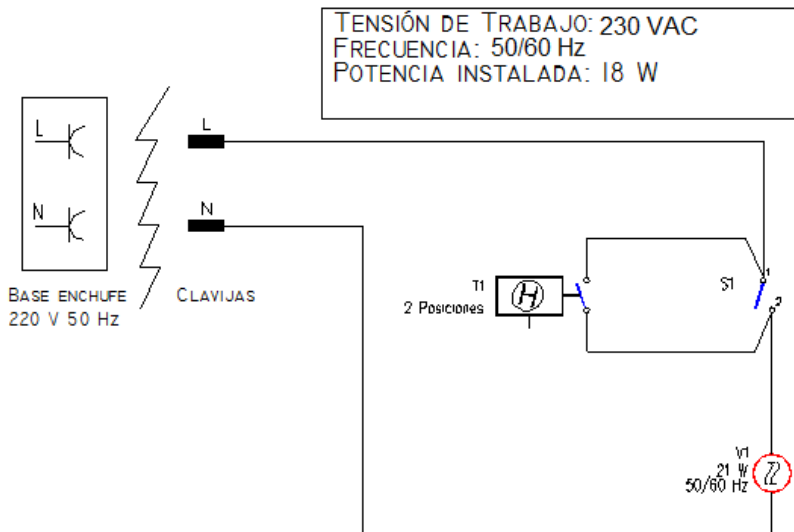 TENSIÓN DE TRABAJO: 230 VAC
FRECUENCIA: 50/60 Hz
POTENCIA INSTALADA: 18 W
L
L
N
N
BASE ENCHUFE
220 V 50 Hz
CLAVIJAS
T1
2 Posiciones
H
S1
1
2
V1
21 W
50/60 Hz